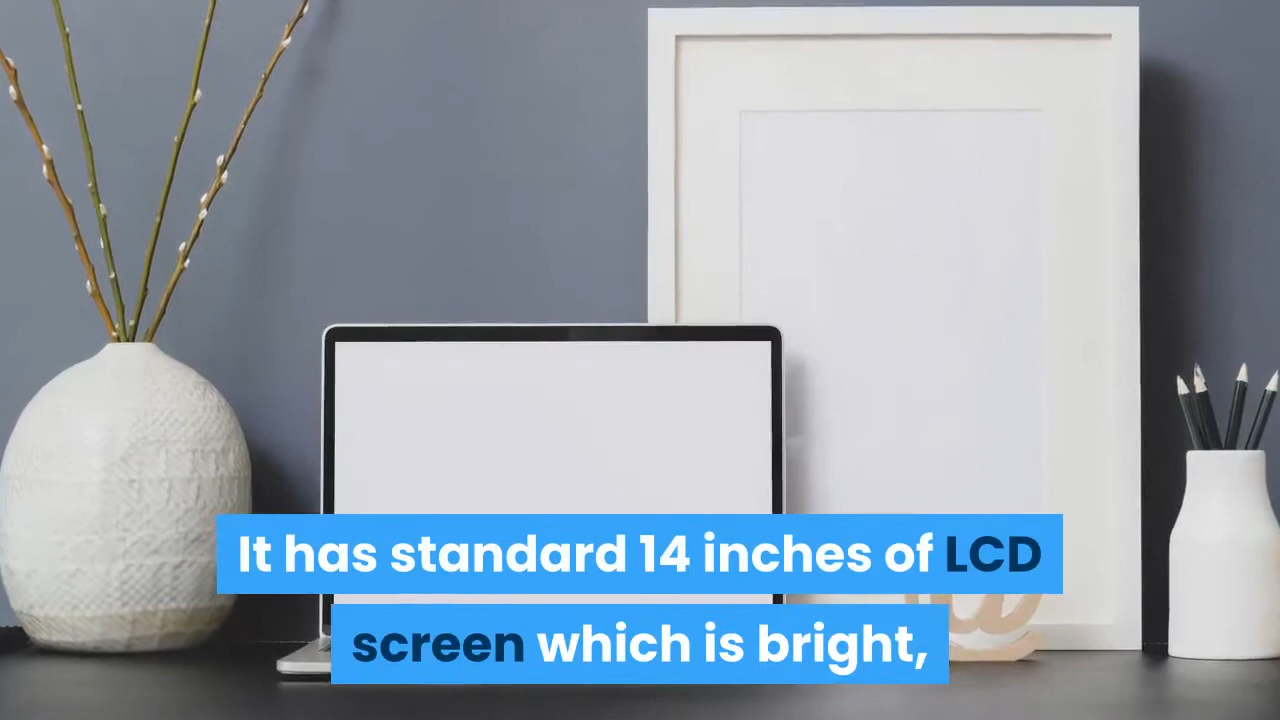 It has standard 14 inches of LCD
screen which is bright,